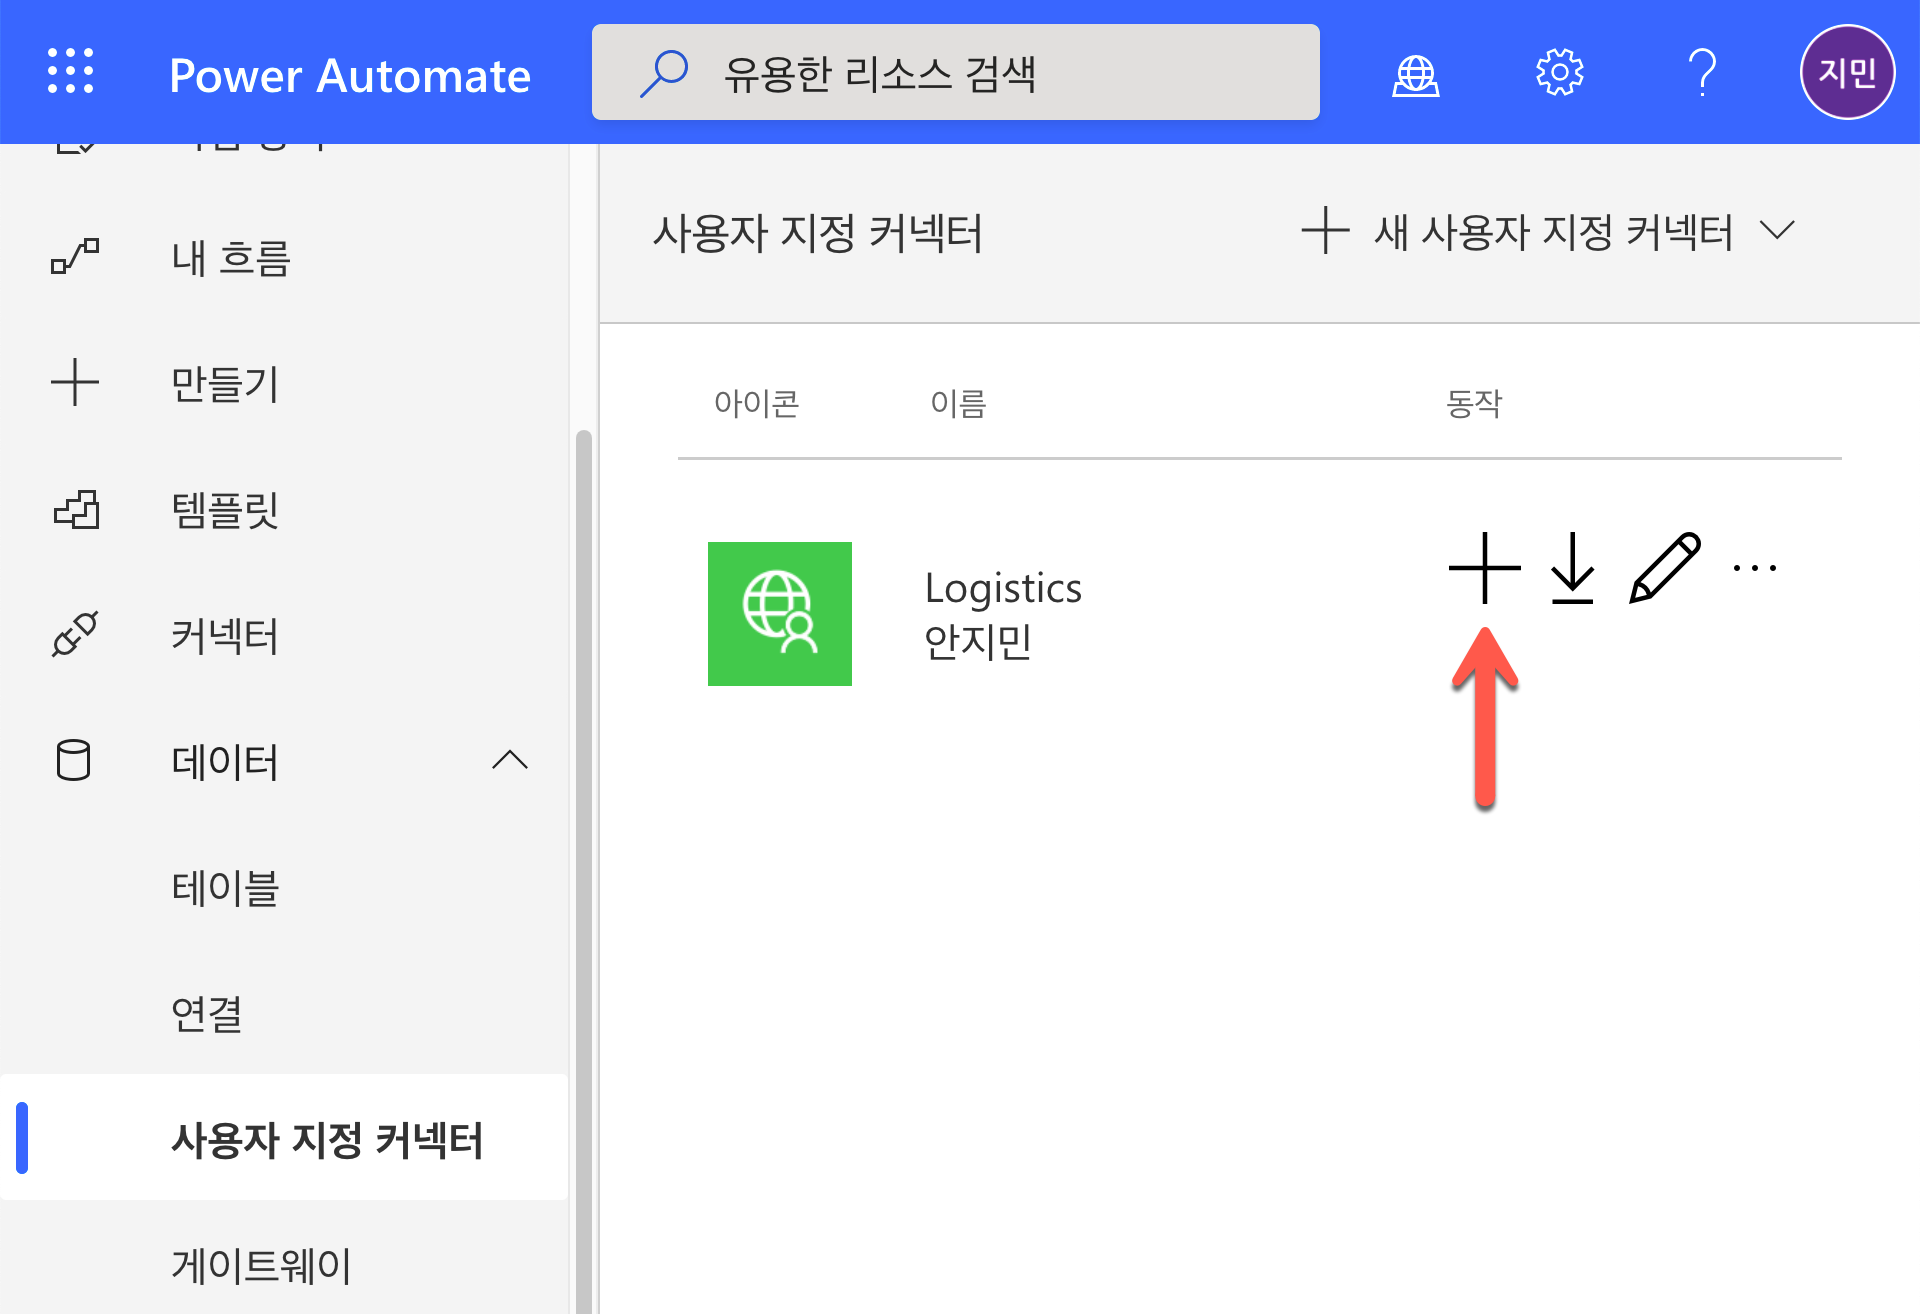 Power Automate
유용한 리소스 검색
지민
내 흐름
만들기
템플릿
커넥터
데이터
테이블
연결
사용자 지정 커넥터
게이트웨이
사용자 지정 커넥터
새 사용자 지정 커넥터
아이콘 이름 동작
Logistics
안지민